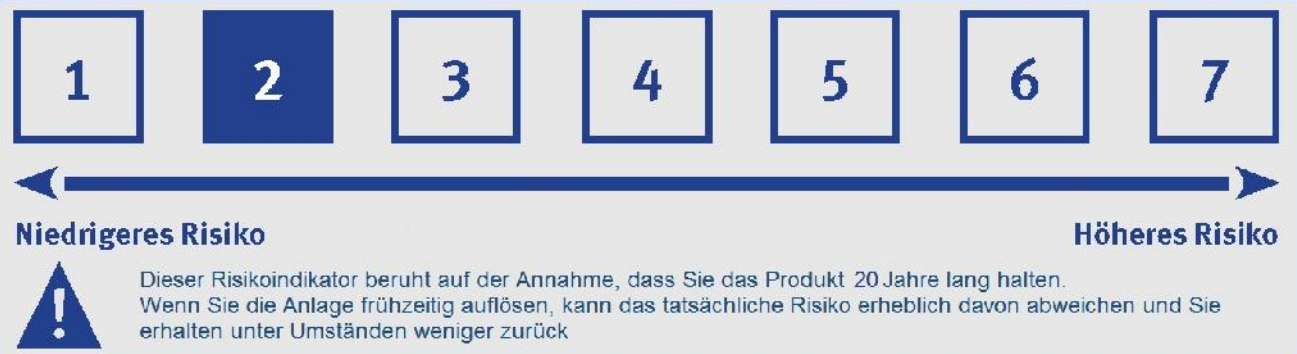 1 2 3 4 5 6 7
Niedrigeres Risiko Höheres Risiko
Dieser Risikoindikator beruht auf der Annahme, dass Sie das Produkt 20 Jahre lang halten.
Wenn Sie die Anlage frühzeitig auflösen, kann das tatsächliche Risiko erheblich davon abweichen und Sie
erhalten unter Umständen weniger zurück